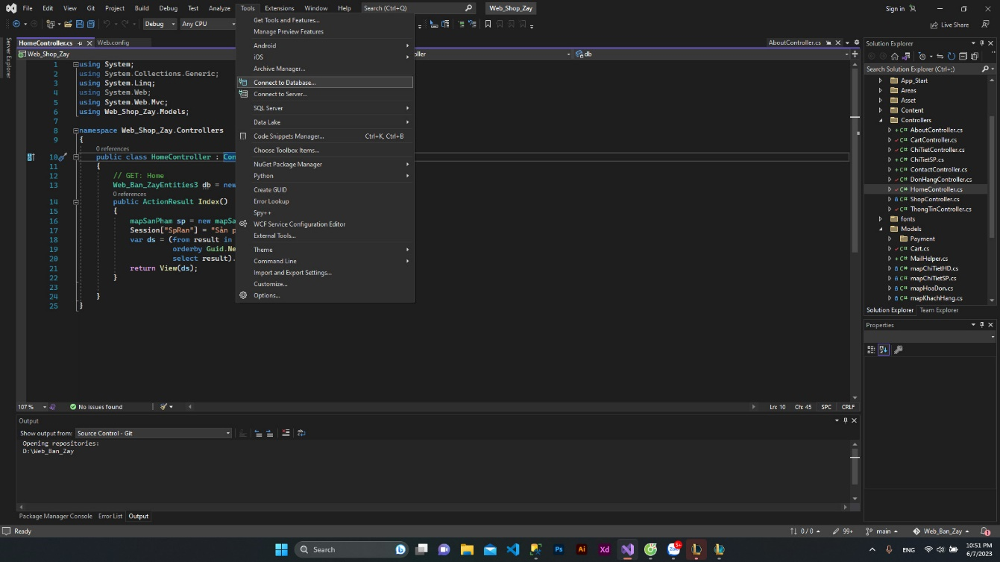 File Edit View Git Project Build Debug Test Analyze Tools Extensions Window Help Search (Ctrl+Q) Web_Shop_Zay Sign in
Debug Any CPU Live Share
HomeController.cs Web.config AboutController.cs
Web_Shop_Zay ller db
Server Explorer
1 using System;
2 using System.Collections.Generic;
3 using System.Linq;
4 using System.Web;
5 using System.Web.Mvc;
6 using Web_Shop_Zay.Models;
7
8 namespace Web_Shop_Zay.Controllers
9 {
0 references
10 public class HomeController : Con
11 {
12 // GET: Home
13 Web_Ban_ZayEntities3 db = new
0 references
14 public ActionResult Index()
15 {
16 mapSanPham sp = new mapSa
17 Session["SpRan"] = "Sản p
18 var ds = (from result in
19 orderby Guid.Ne
20 select result).
21 return View(ds);
22 }
23
24 }
25 }
Get Tools and Features...
Manage Preview Features
Android
iOS
Archive Manager...
Connect to Database...
Connect to Server...
SQL Server
Data Lake
Code Snippets Manager... Ctrl+K, Ctrl+B
Choose Toolbox Items...
NuGet Package Manager
Python
Create GUID
Error Lookup
Spy++
WCF Service Configuration Editor
External Tools...
Theme
Command Line
Import and Export Settings...
Customize...
Options...
Solution Explorer
Search Solution Explorer (Ctrl+;)
App_Start
Areas
Asset
Content
Controllers
AboutController.cs
CartController.cs
ChiTietController.cs
ChiTietSP.cs
ContactController.cs
DonHangController.cs
HomeController.cs
ShopController.cs
ThongTinController.cs
fonts
Models
Payment
Cart.cs
MailHelper.cs
mapChiTietHD.cs
mapChiTietSP.cs
mapHoaDon.cs
mapKhachHang.cs
Solution Explorer Team Explorer
Properties
107 % No issues found Ln: 10 Ch: 45 SPC CRLF
Output
Show output from: Source Control - Git
Opening repositories:
D:\Web_Ban_Zay
Package Manager Console Error List Output
Ready 0 / 0 99+ main Web_Ban_Zay 1
Search Ps Ai Xd 5+ ENG 10:51 PM
6/7/2023